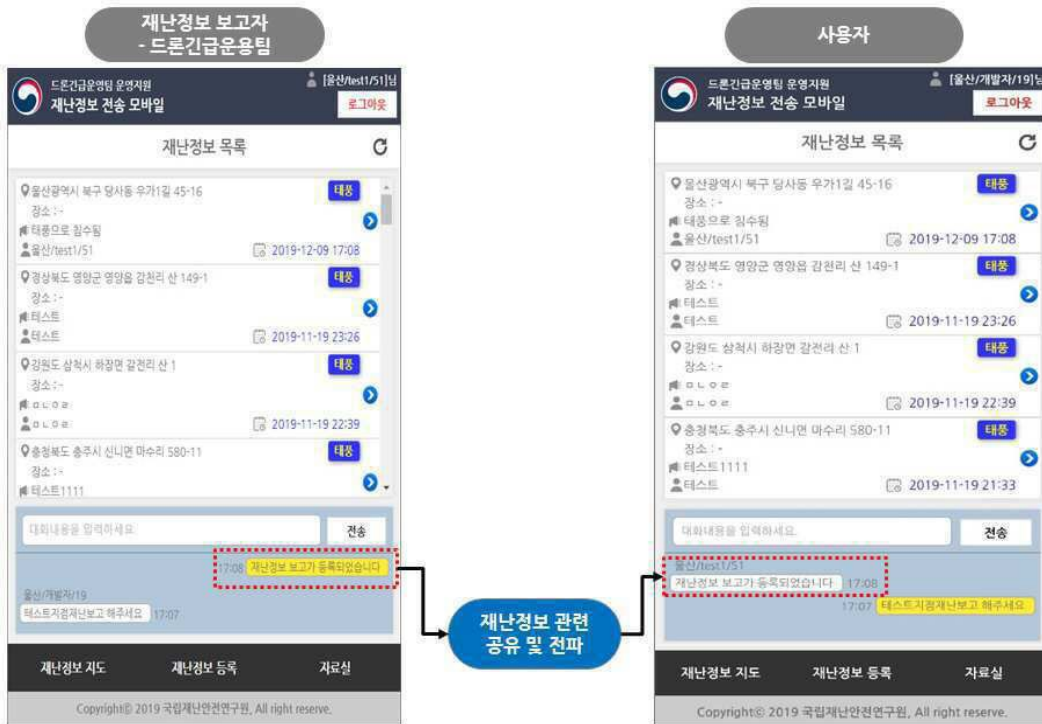 재난정보 보고자
- 드론긴급운용팀
드론긴급운영팀 운영지원
재난정보 전송 모바일
[울산/test1/51]님
로그아웃
재난정보 목록
울산광역시 북구 당사동 우가1길 45-16
태풍
장소 : -
태풍으로 침수됨
울산/test1/51
2019-12-09 17:08
경상북도 영양군 영양읍 감천리 산 149-1
태풍
장소 : -
테스트
테스트
2019-11-19 23:26
강원도 삼척시 하장면 갈전리 산 1
태풍
장소 : -
ㅁㄴㅇㄹ
ㅁㄴㅇㄹ
2019-11-19 22:39
충청북도 충주시 신니면 마수리 580-11
태풍
장소 : -
테스트1111
대화내용을 입력하세요.
전송
17:08 재난정보 보고가 등록되었습니다
울산/개발자/19
테스트지점재난보고 해주세요 17:07
재난정보 지도 재난정보 등록 자료실
Copyright© 2019 국립재난안전연구원, All right reserve.
재난정보 관련
공유 및 전파
사용자
드론긴급운영팀 운영지원
재난정보 전송 모바일
[울산/개발자/19]님
로그아웃
재난정보 목록
울산광역시 북구 당사동 우가1길 45-16
태풍
장소 : -
태풍으로 침수됨
울산/test1/51
2019-12-09 17:08
경상북도 영양군 영양읍 감천리 산 149-1
태풍
장소 : -
테스트
테스트
2019-11-19 23:26
강원도 삼척시 하장면 갈전리 산 1
태풍
장소 : -
ㅁㄴㅇㄹ
ㅁㄴㅇㄹ
2019-11-19 22:39
충청북도 충주시 신니면 마수리 580-11
태풍
장소 : -
테스트1111
테스트
2019-11-19 21:33
대화내용을 입력하세요.
전송
울산/test1/51
재난정보 보고가 등록되었습니다 17:08
17:07 테스트지점재난보고 해주세요
재난정보 지도 재난정보 등록 자료실
Copyright© 2019 국립재난안전연구원, All right reserve.